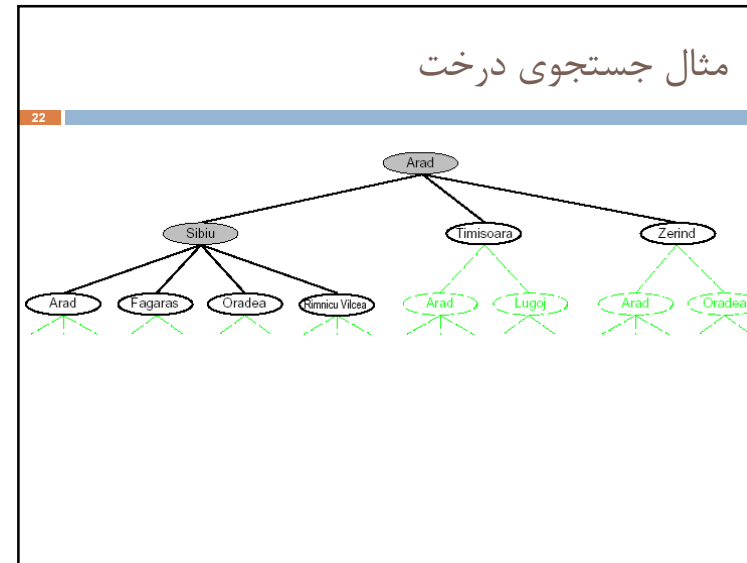 مثال جستجوی درخت
22
Arad
Sibiu Timisoara Zerind
Arad Fagaras Oradea Rimnicu Vilcea Arad Lugoj Arad Oradea